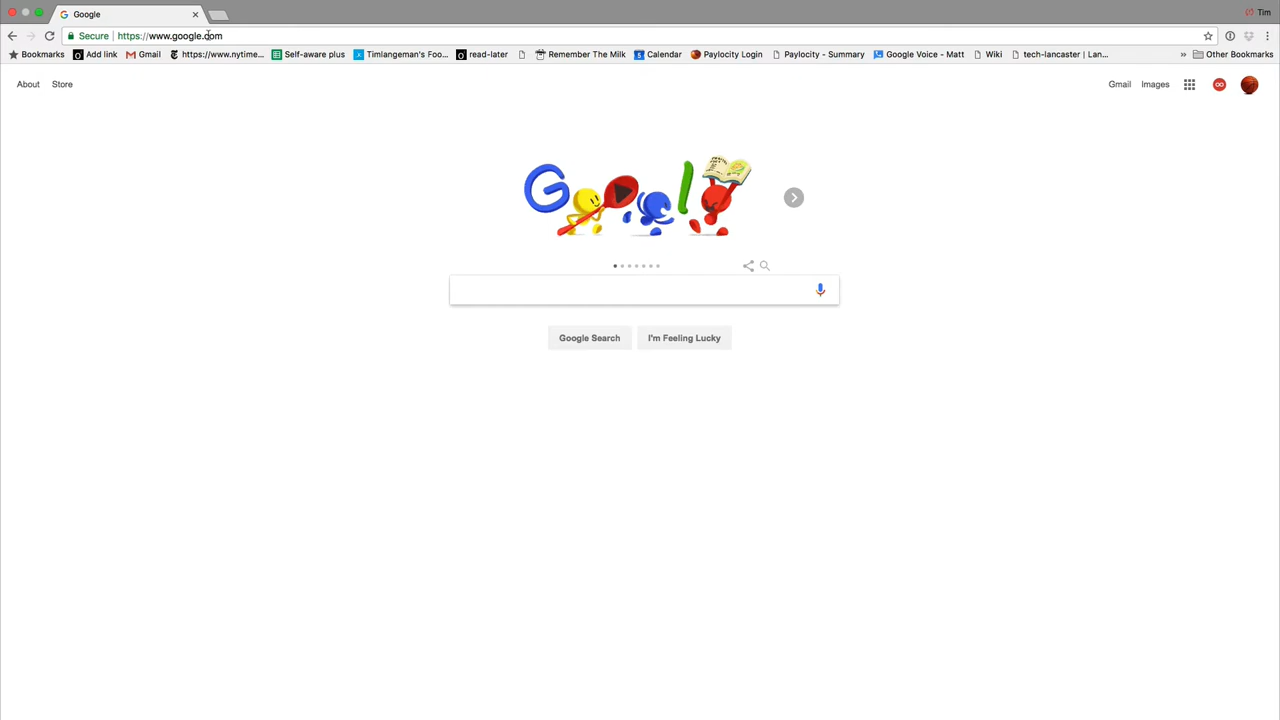 Google
Tim
Secure | https://www.google.com
Bookmarks Add link Gmail https://www.nytime... Self-aware plus Timlangeman's Foo... read-later Remember The Milk Calendar Paylocity Login Paylocity - Summary Google Voice - Matt Wiki tech-lancaster | Lan... » Other Bookmarks
About Store
Gmail Images
Google Search I'm Feeling Lucky